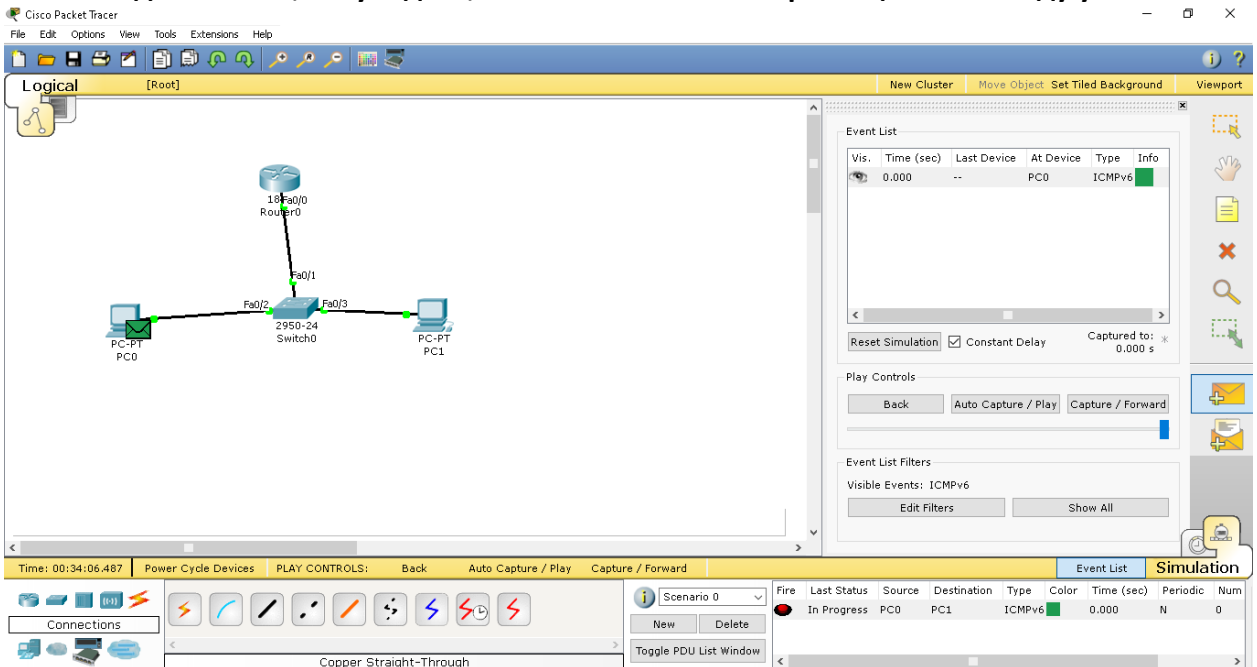 Cisco Packet Tracer
File Edit Options View Tools Extensions Help
Logical [Root] New Cluster Move Object Set Tiled Background Viewport
Event List
Vis. Time (sec) Last Device At Device Type Info
0.000 -- PC0 ICMPv6
Fa0/0
Router0
Fa0/1
Fa0/2 Fa0/3
2950-24
Switch0
PC-PT
PC0
PC-PT
PC1
Reset Simulation Constant Delay Captured to: *
0.000 s
Play Controls
Back Auto Capture / Play Capture / Forward
Event List Filters
Visible Events: ICMPv6
Edit Filters Show All
Time: 00:34:06.487 Power Cycle Devices PLAY CONTROLS: Back Auto Capture / Play Capture / Forward Event List Simulation
Connections
Copper Straight-Through
Scenario 0
New Delete
Toggle PDU List Window
Fire Last Status Source Destination Type Color Time (sec) Periodic Num
In Progress PC0 PC1 ICMPv6 0.000 N 0